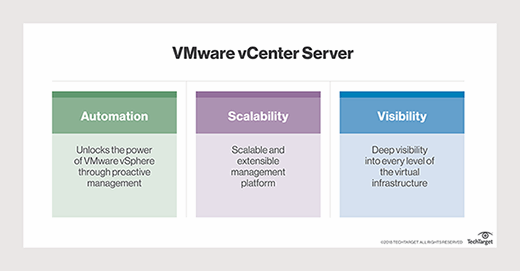 VMware vCenter Server
Automation
Unlocks the power
of VMware vSphere
through proactive
management
Scalability
Scalable and
extensible
management
platform
Visibility
Deep visibility
into every level of
the virtual
infrastructure
©2018 TECHTARGET. ALL RIGHTS RESERVED
TechTarget